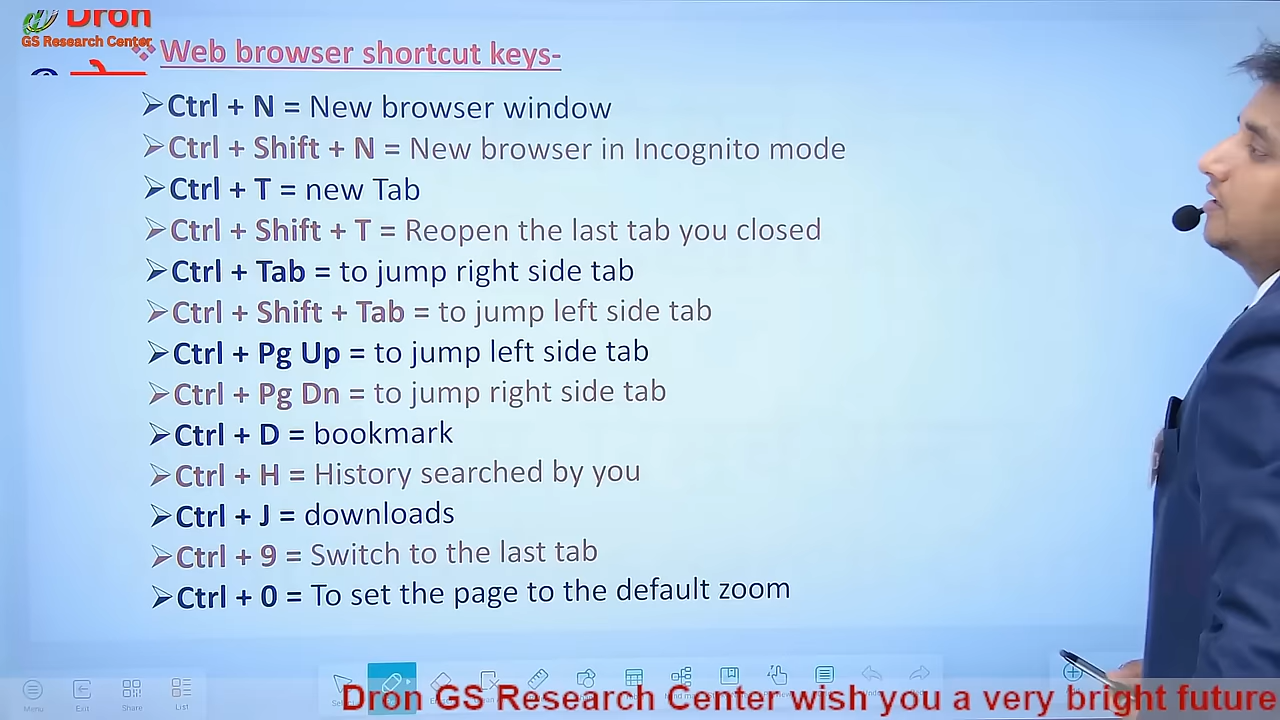 Dron
GS Research Center
Web browser shortcut keys-
Ctrl + N = New browser window
Ctrl + Shift + N = New browser in Incognito mode
Ctrl + T = new Tab
Ctrl + Shift + T = Reopen the last tab you closed
Ctrl + Tab = to jump right side tab
Ctrl + Shift + Tab = to jump left side tab
Ctrl + Pg Up = to jump left side tab
Ctrl + Pg Dn = to jump right side tab
Ctrl + D = bookmark
Ctrl + H = History searched by you
Ctrl + J = downloads
Ctrl + 9 = Switch to the last tab
Ctrl + 0 = To set the page to the default zoom
Menu Exit Share List
Dron GS Research Center wish you a very bright future